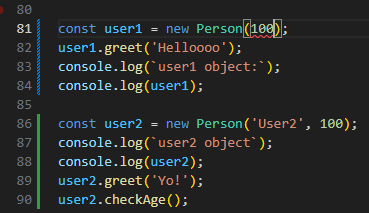 80
81 const user1 = new Person(100);
82 user1.greet('Helloooo');
83 console.log(`user1 object:`);
84 console.log(user1);
85
86 const user2 = new Person('User2', 100);
87 console.log(`user2 object`);
88 console.log(user2);
89 user2.greet('Yo!');
90 user2.checkAge();